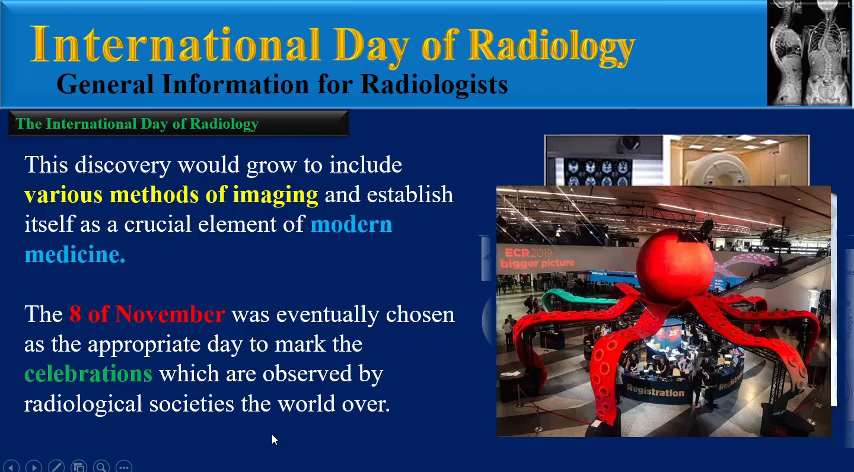 International Day of Radiology
General Information for Radiologists
The International Day of Radiology
This discovery would grow to include
various methods of imaging and establish
itself as a crucial element of modern
medicine.
The 8 of November was eventually chosen
as the appropriate day to mark the
celebrations which are observed by
radiological societies the world over.
ECR2019
bigger picture
Registration